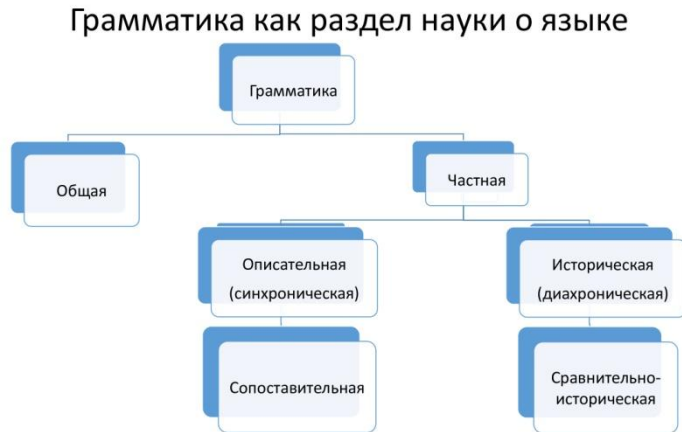 Грамматика как раздел науки о языке
Грамматика
Общая
Частная
Описательная
(синхроническая)
Историческая
(диахроническая)
Сопоставительная
Сравнительно-
историческая